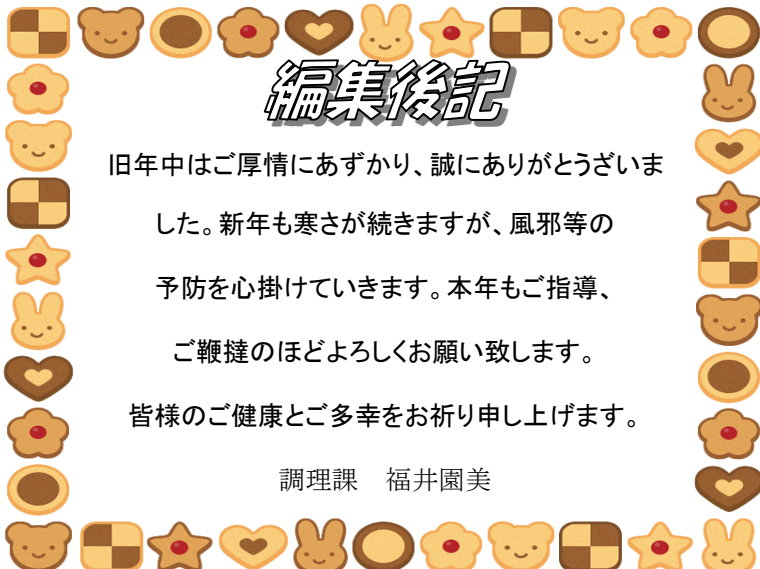 編集後記
旧年中はご厚情にあずかり、誠にありがとうざいま
した。新年も寒さが続きますが、風邪等の
予防を心掛けていきます。本年もご指導、
ご鞭撻のほどよろしくお願い致します。
皆様のご健康とご多幸をお祈り申し上げます。
調理課　福井園美